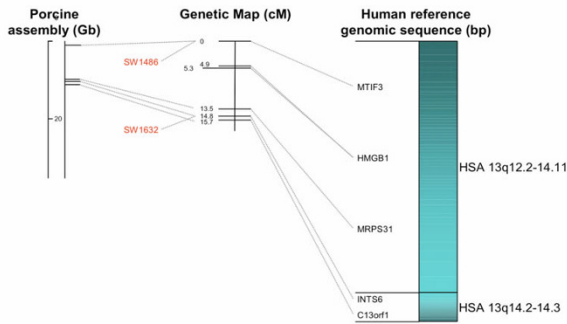 Porçine
assembly (Gb)
Genetic Map (cM)
Human reference
genomic sequence (bp)
0
SW1486
4.9
5.3
MTIF3
13.5
14.8
15.7
20
SW1632
HMGB1
HSA 13q12.2-14.11
MRPS31
INTS6
C13orf1
HSA 13q14.2-14.3